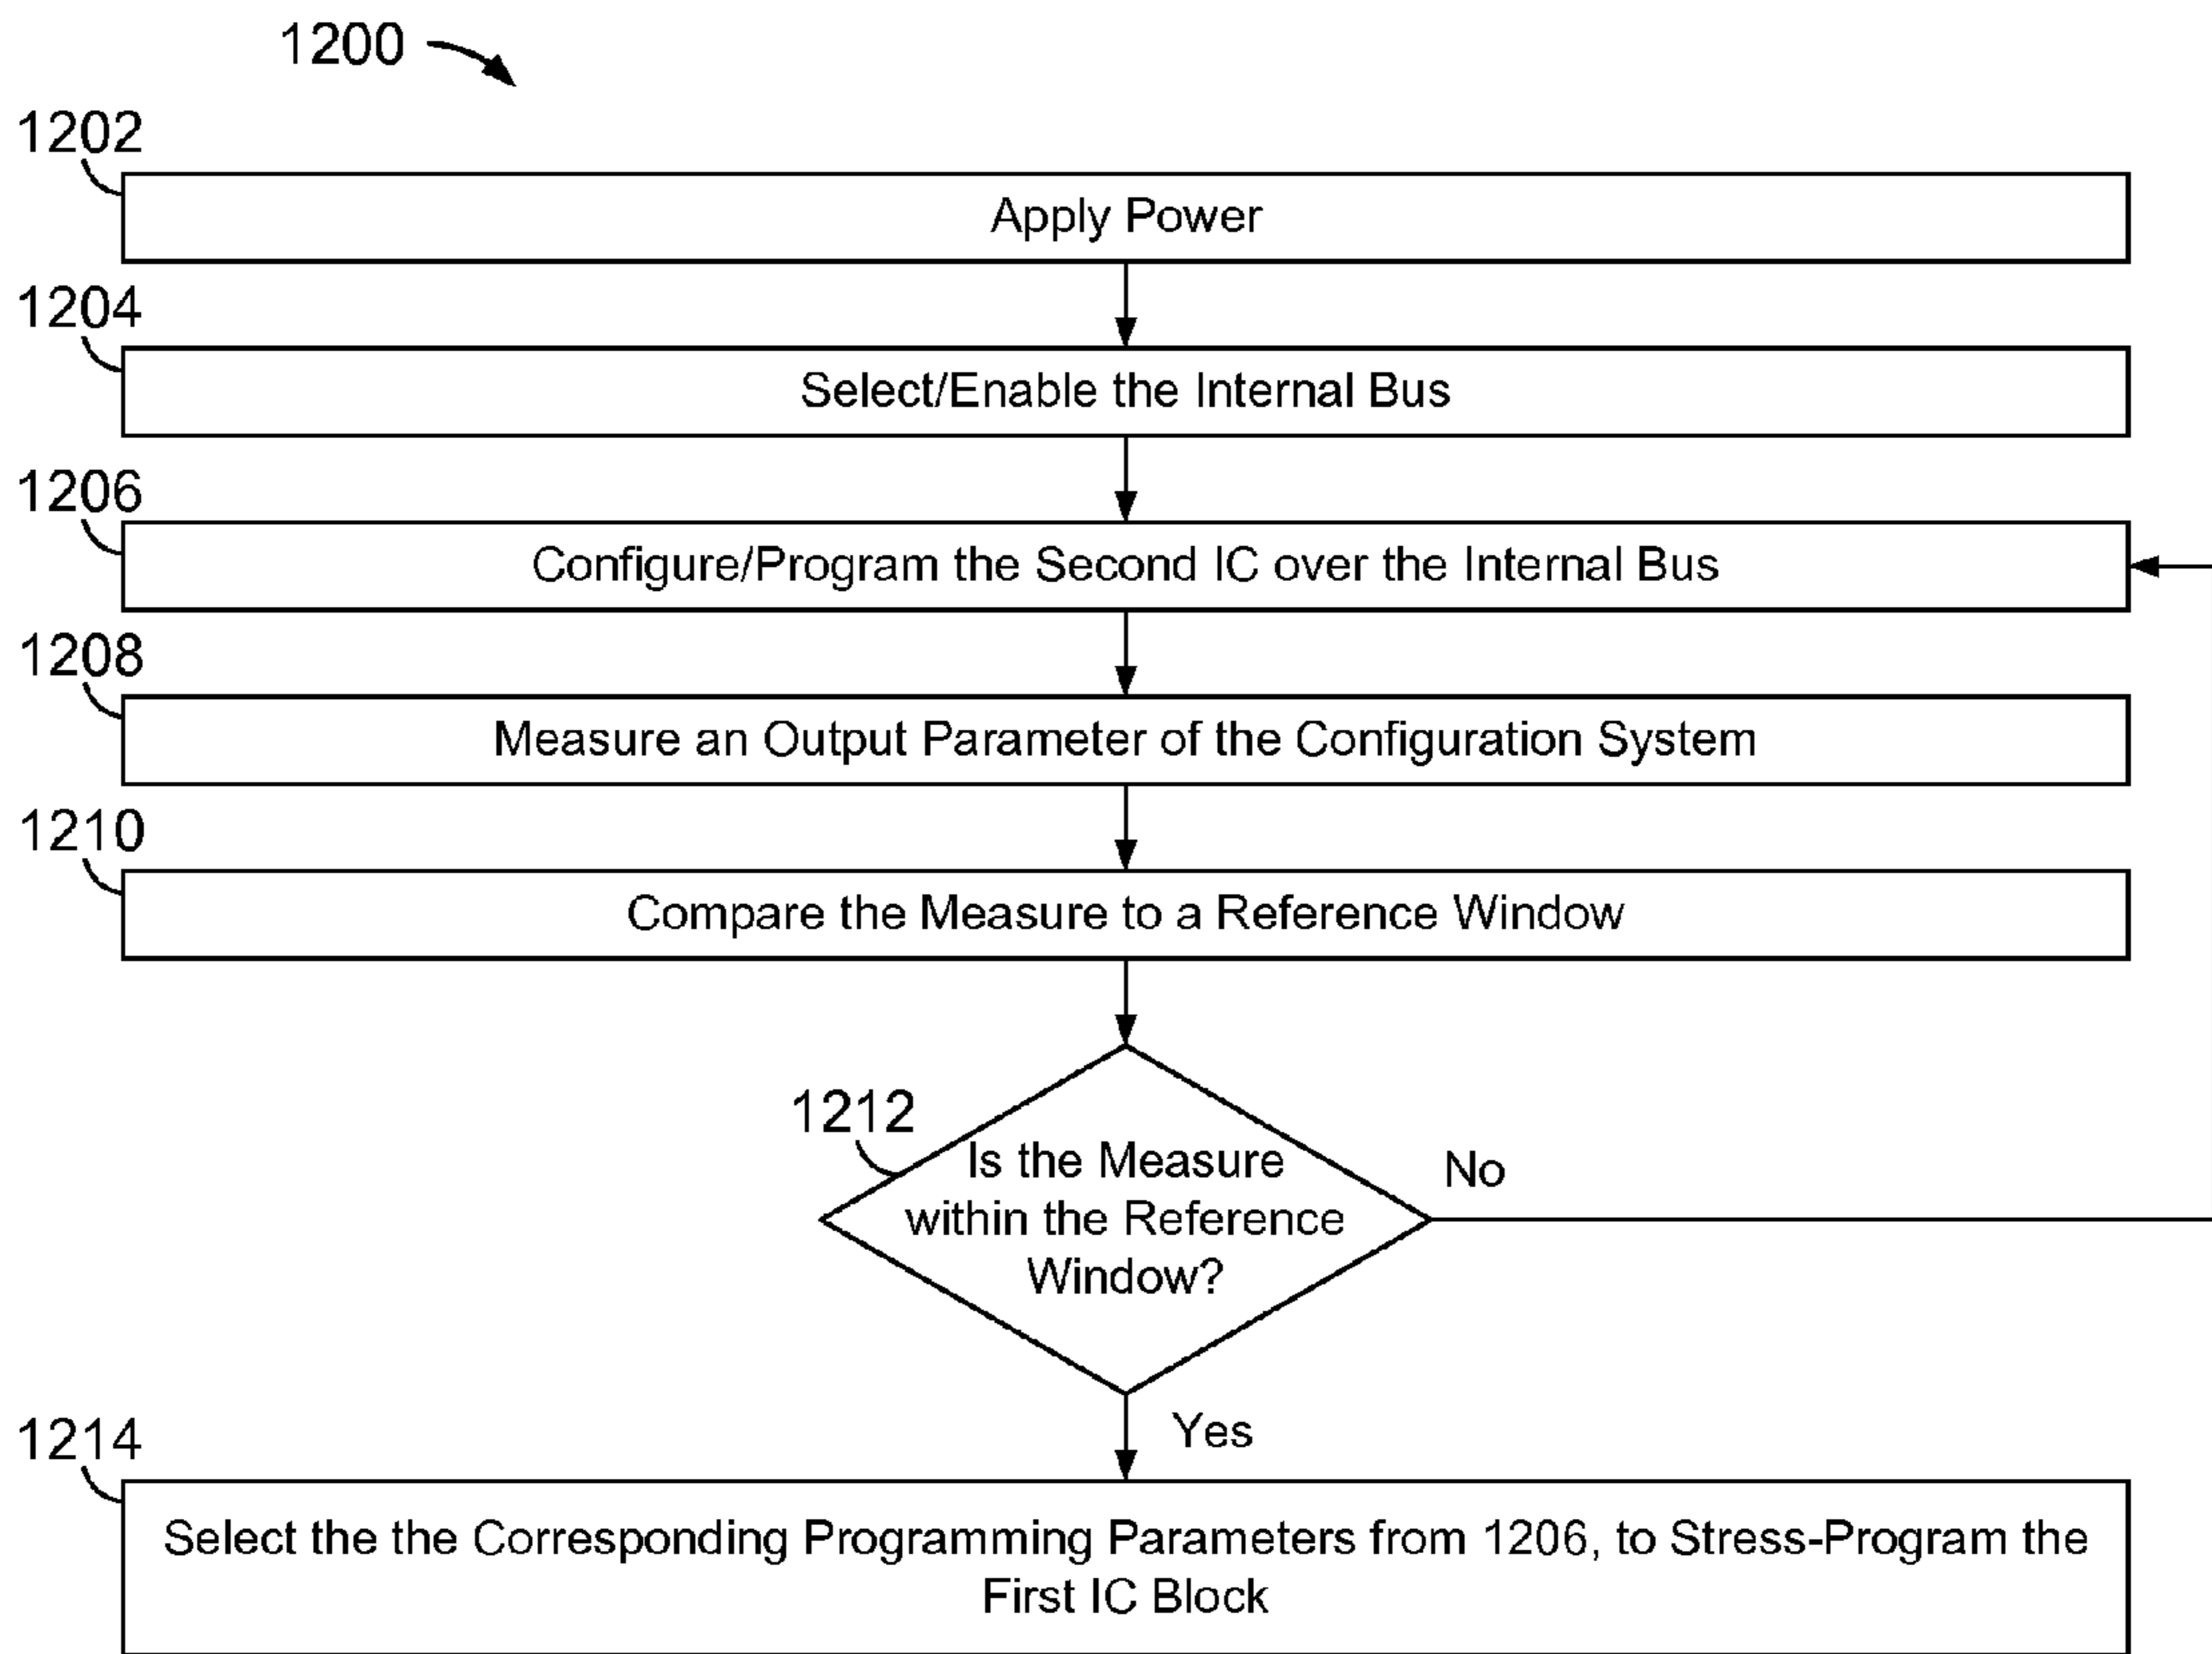 1200
1202
Apply Power
1204
Select/Enable the Internal Bus
1206
Configure/Program the Second IC over the Internal Bus
1208
Measure an Output Parameter of the Configuration System
1210
Compare the Measure to a Reference Window
1212
Is the Measure
within the Reference
Window?
No
Yes
1214
Select the the Corresponding Programming Parameters from 1206, to Stress-Program the
First IC Block